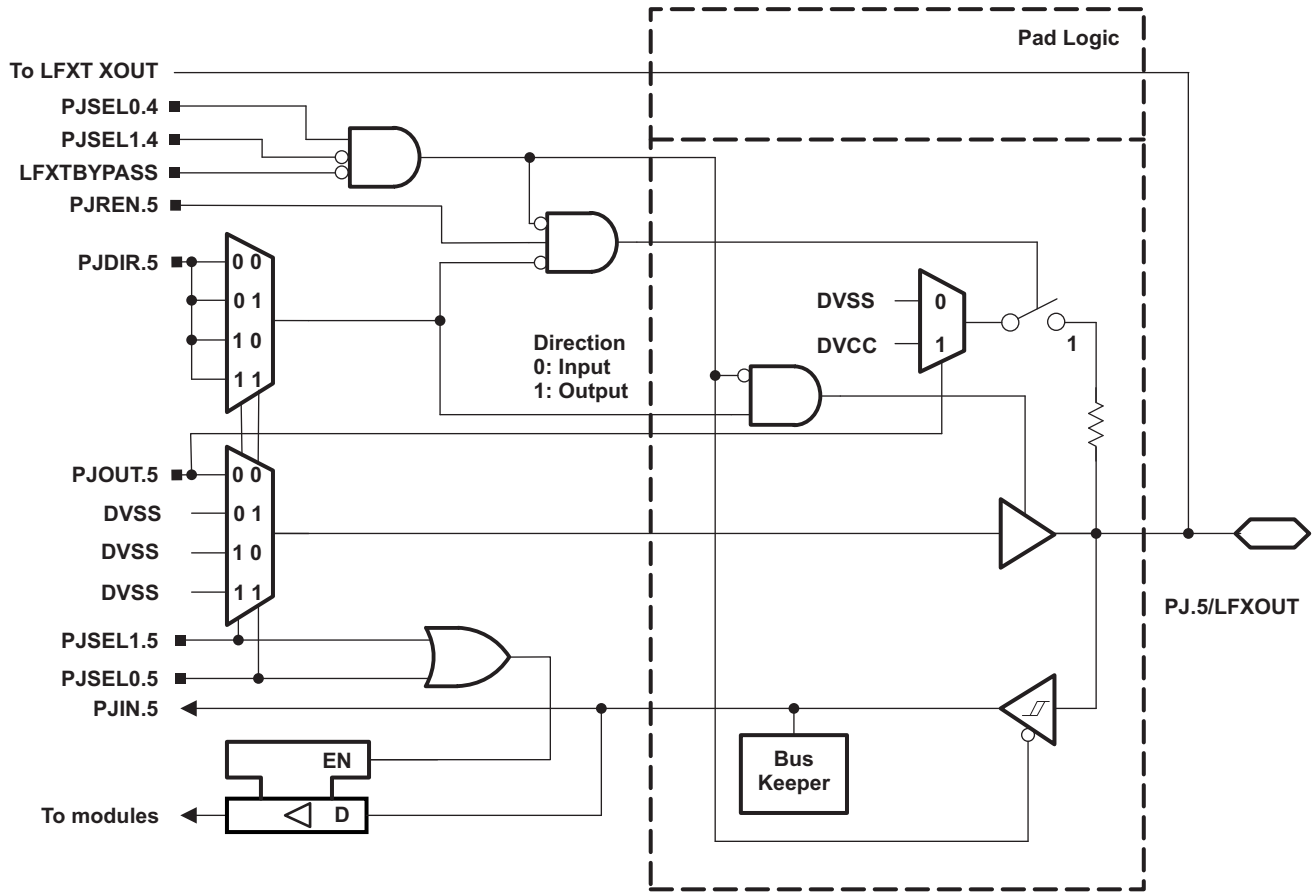 Pad Logic
To LFXT XOUT
PJSEL0.4
PJSEL1.4
LFXTBYPASS
PJREN.5
PJDIR.5
0 0
0 1
1 0
1 1
Direction
0: Input
1: Output
DVSS
DVCC
0
1
1
PJOUT.5
DVSS
DVSS
DVSS
0 0
0 1
1 0
1 1
PJ.5/LFXOUT
PJSEL1.5
PJSEL0.5
PJIN.5
Bus
Keeper
EN
D
To modules